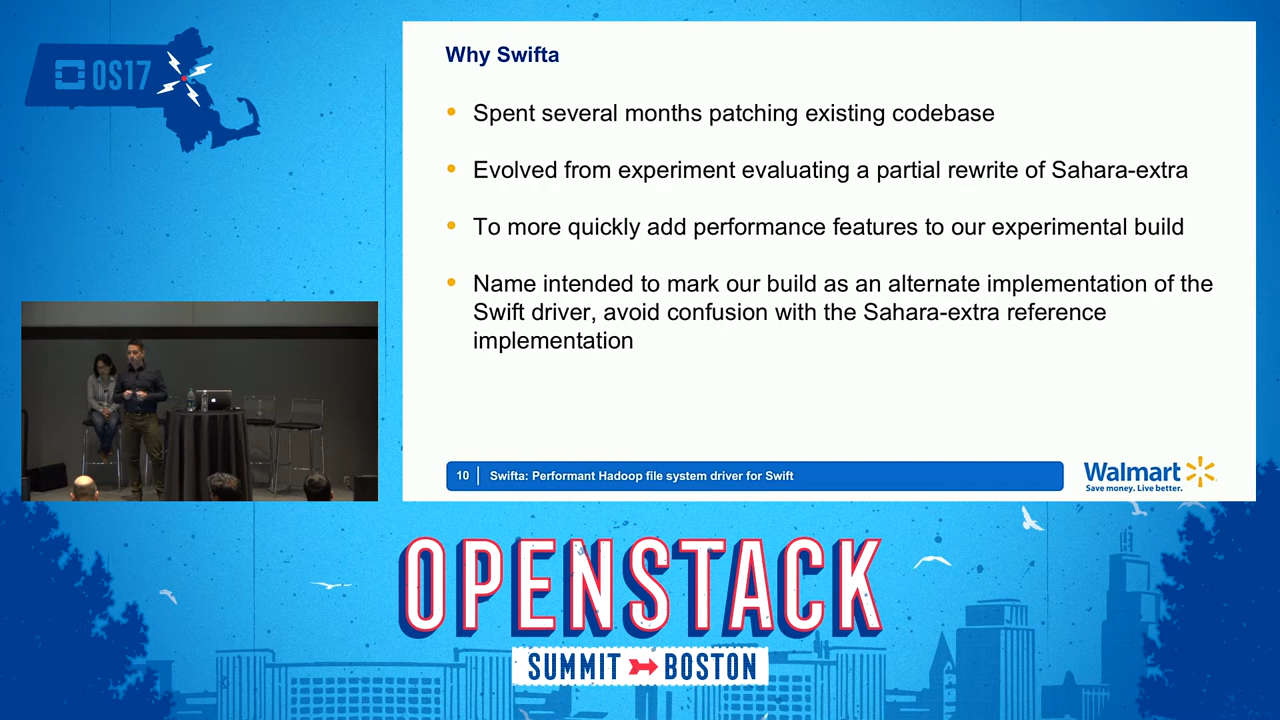 OS17
Why Swifta
• Spent several months patching existing codebase
• Evolved from experiment evaluating a partial rewrite of Sahara-extra
• To more quickly add performance features to our experimental build
• Name intended to mark our build as an alternate implementation of the
Swift driver, avoid confusion with the Sahara-extra reference
implementation
10 Swifta: Performant Hadoop file system driver for Swift
Walmart
Save money. Live better.
OPENSTACK
SUMMIT BOSTON